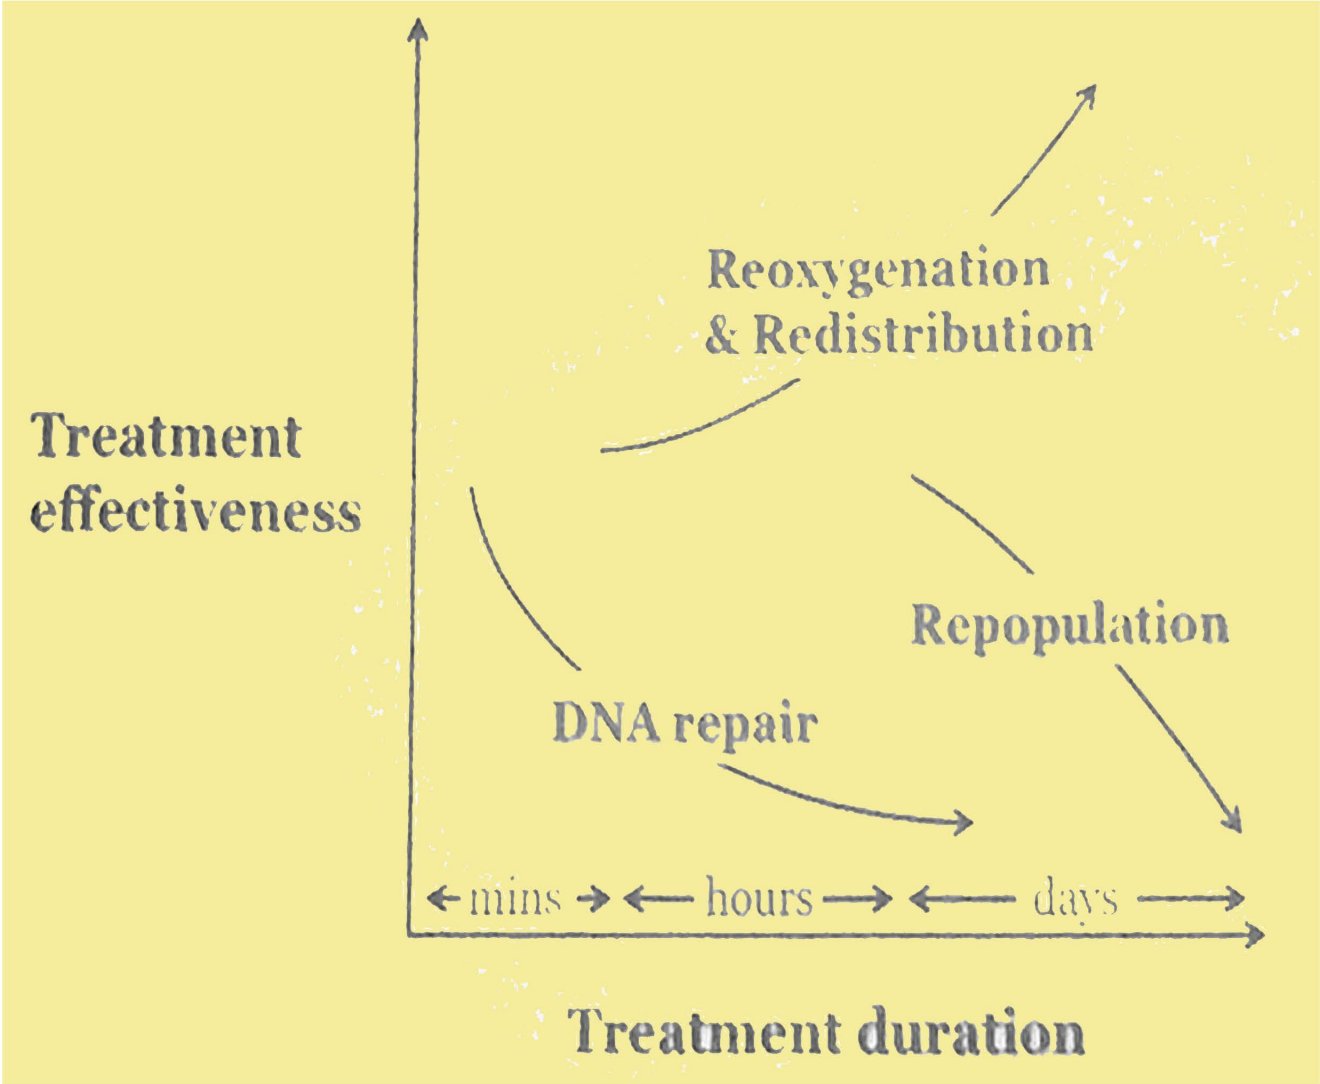 Reoxygenation
& Redistribution
Treatment
effectiveness
Repopulation
DNA repair
mins
hours
days
Treatment duration